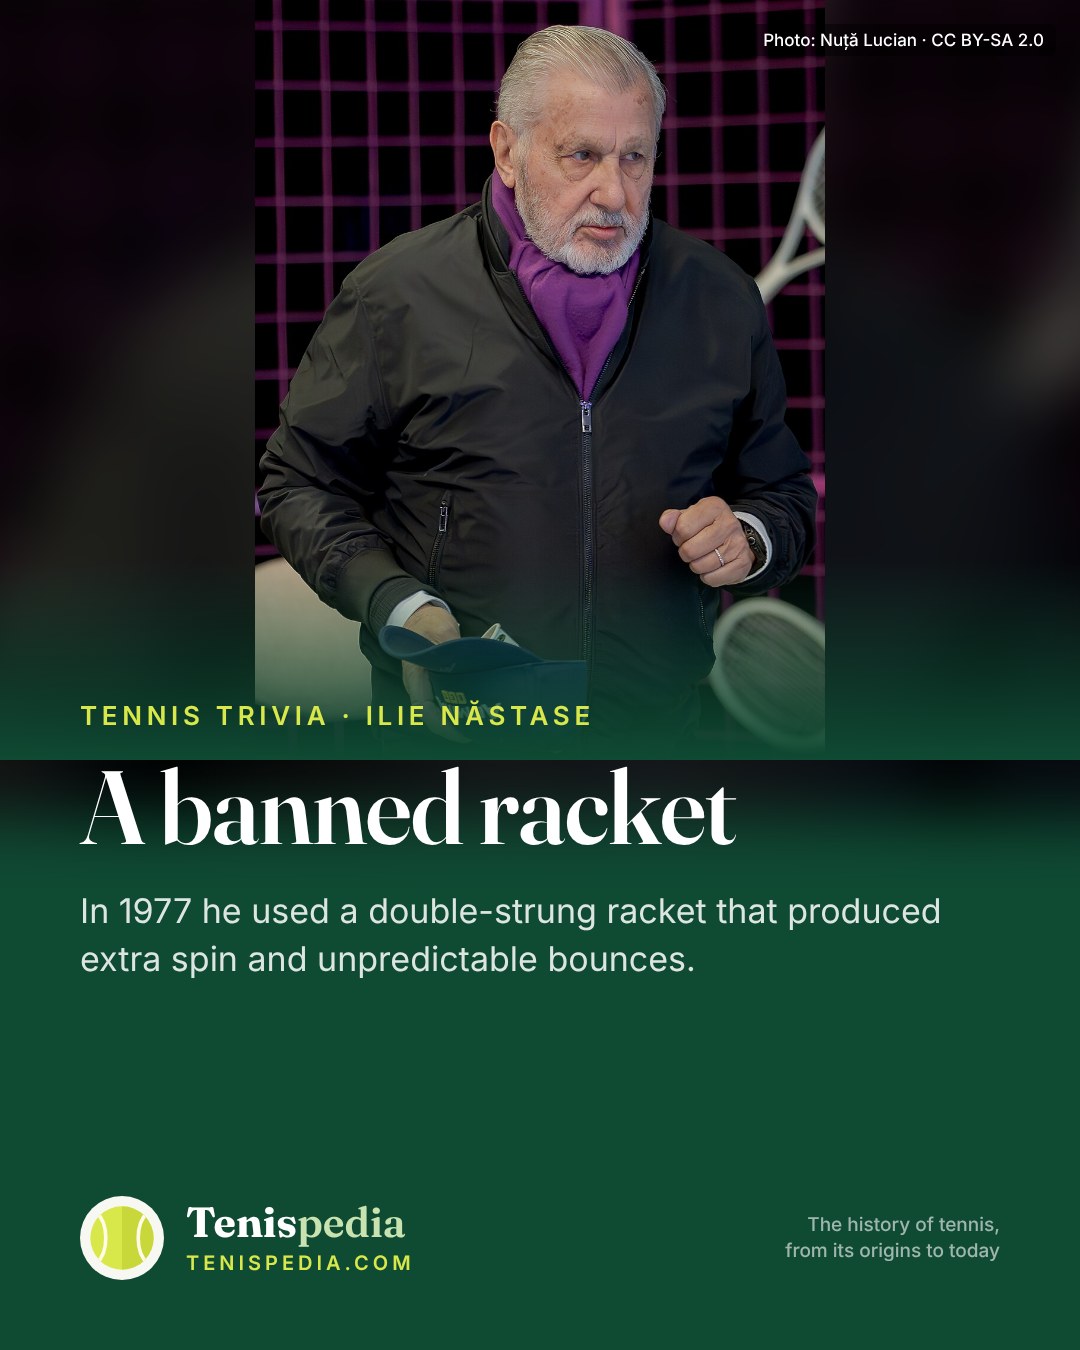 Photo: Nuță Lucian · CC BY-SA 2.0
TENNIS TRIVIA · ILIE NĂSTASE
A banned racket
In 1977 he used a double-strung racket that produced
extra spin and unpredictable bounces.
Tenispedia
TENISPEDIA.COM
The history of tennis,
from its origins to today